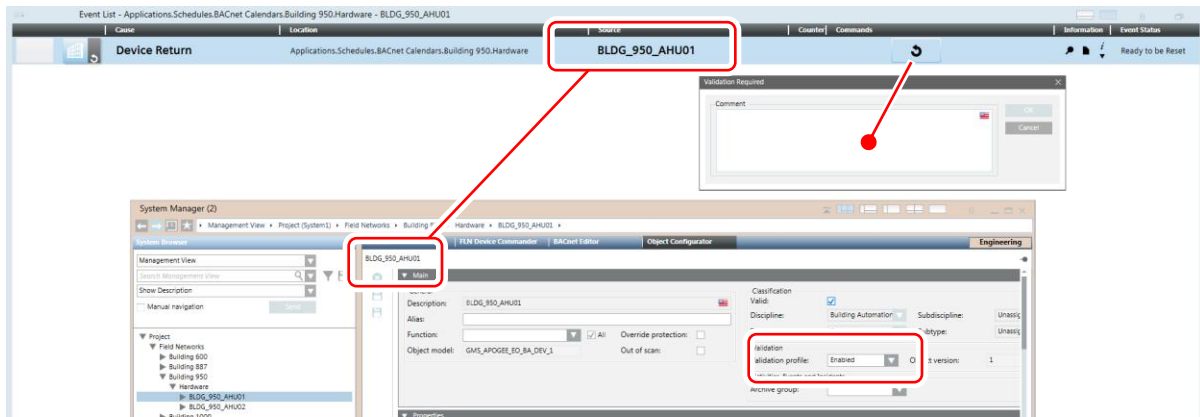 Event List - Applications.Schedules.BACnet Calendars.Building 950.Hardware - BLDG_950_AHU01
Cause Location Source Counter Commands Information Event Status
Device Return Applications.Schedules.BACnet Calendars.Building 950.Hardware BLDG_950_AHU01 i Ready to be Reset
Validation Required
Comment
OK
Cancel
System Manager (2)
Management View Project (System1) Field Networks Building Hardware BLDG_950_AHU01
System Browser FLN Device Commander BACnet Editor Object Configurator Engineering
Management View
BLDG_950_AHU01
Search Management View
Main
Show Description
Manual navigation
Send
Classification
Description: BLDG_950_AHU01
Valid:
Alias:
Discipline: Building Automation Subdiscipline: Unassig
Function: All Override protection:
Object model: GMS_APOGEE_EO_BA_DEV_1 Out of scan:
Validation
Validation profile: Enabled version: 1
Archive group:
Properties
Project
Field Networks
Building 600
Building 887
Building 950
Hardware
BLDG_950_AHU01
BLDG_950_AHU02
Building 1000